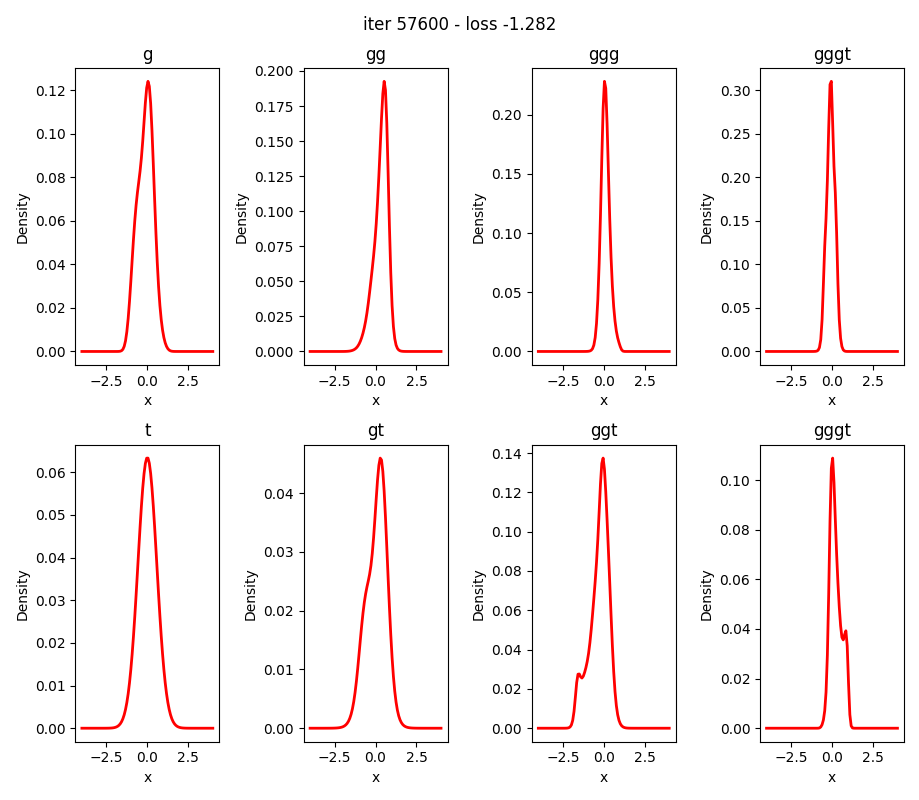 iter 57600 - loss -1.282
g gg ggg gggt
0.12 0.10 0.08 0.06 0.04 0.02 0.00
Density
−2.5 0.0 2.5
x
0.200 0.175 0.150 0.125 0.100 0.075 0.050 0.025 0.000
Density
−2.5 0.0 2.5
x
0.20 0.15 0.10 0.05 0.00
Density
−2.5 0.0 2.5
x
0.30 0.25 0.20 0.15 0.10 0.05 0.00
Density
−2.5 0.0 2.5
x
t gt ggt gggt
0.06 0.05 0.04 0.03 0.02 0.01 0.00
Density
−2.5 0.0 2.5
x
0.04 0.03 0.02 0.01 0.00
Density
−2.5 0.0 2.5
x
0.14 0.12 0.10 0.08 0.06 0.04 0.02 0.00
Density
−2.5 0.0 2.5
x
0.10 0.08 0.06 0.04 0.02 0.00
Density
−2.5 0.0 2.5
x